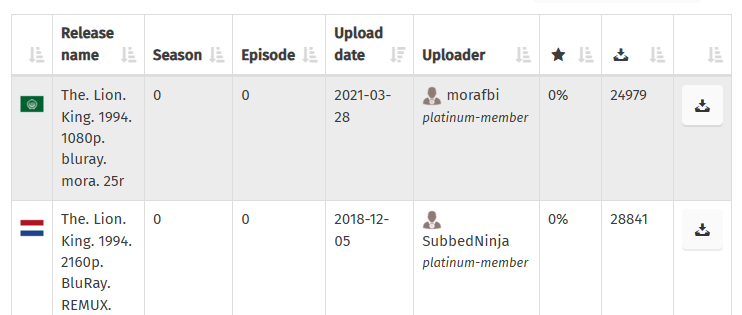 Release name Season Episode Upload date Uploader
The. Lion. King. 1994. 1080p. bluray. mora. 25r 0 0 2021-03-28 morafbi platinum-member 0% 24979
The. Lion. King. 1994. 2160p. BluRay. REMUX. 0 0 2018-12-05 SubbedNinja platinum-member 0% 28841